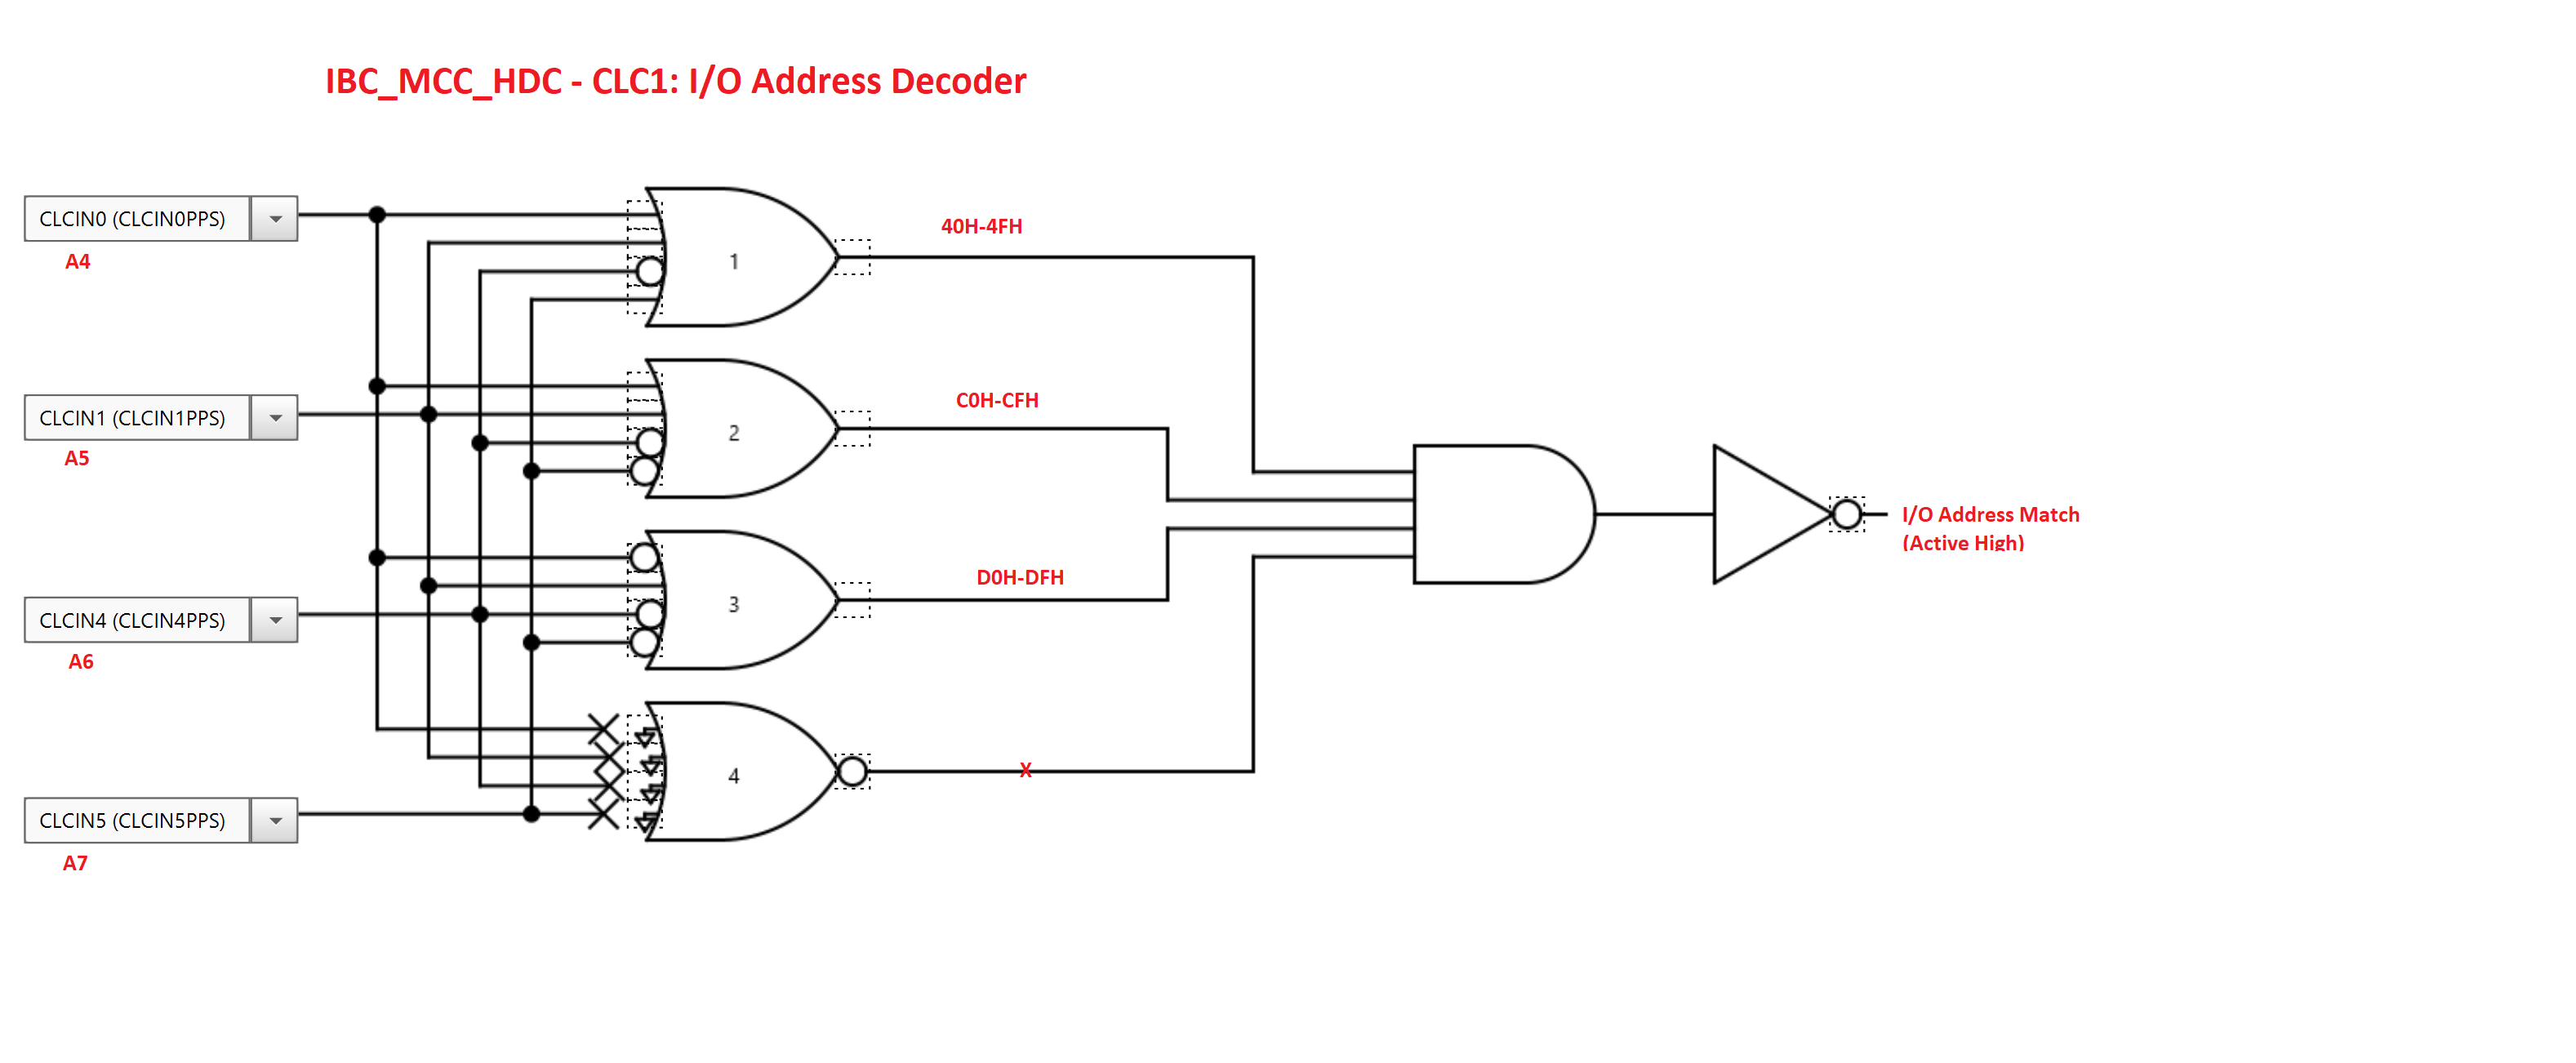 IBC_MCC_HDC - CLC1: I/O Address Decoder
CLCIN0 (CLCIN0PPS)
A4
1
40H-4FH
CLCIN1 (CLCIN1PPS)
A5
2
C0H-CFH
I/O Address Match
(Active High)
CLCIN4 (CLCIN4PPS)
A6
3
D0H-DFH
CLCIN5 (CLCIN5PPS)
A7
4
X